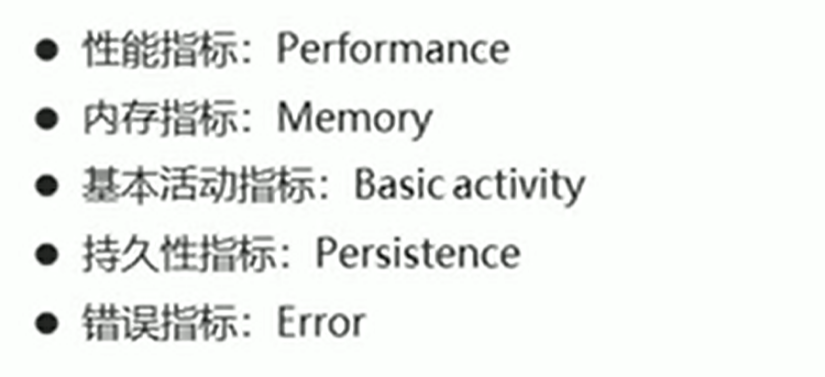 ● 性能指标：Performance
● 内存指标：Memory
● 基本活动指标：Basic activity
● 持久性指标：Persistence
● 错误指标：Error